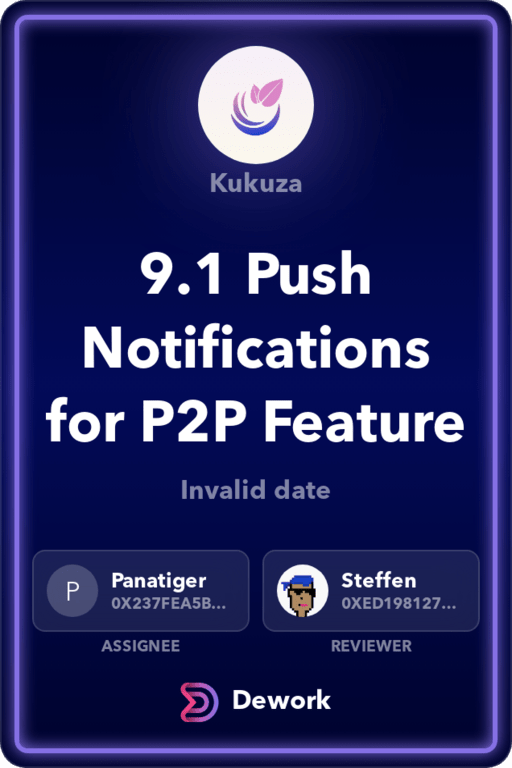 Kukuza
9.1 Push
Notifications
for P2P Feature
Invalid date
P
Panatiger
0X237FEA5B...
ASSIGNEE
Steffen
0XED198127...
REVIEWER
Dework